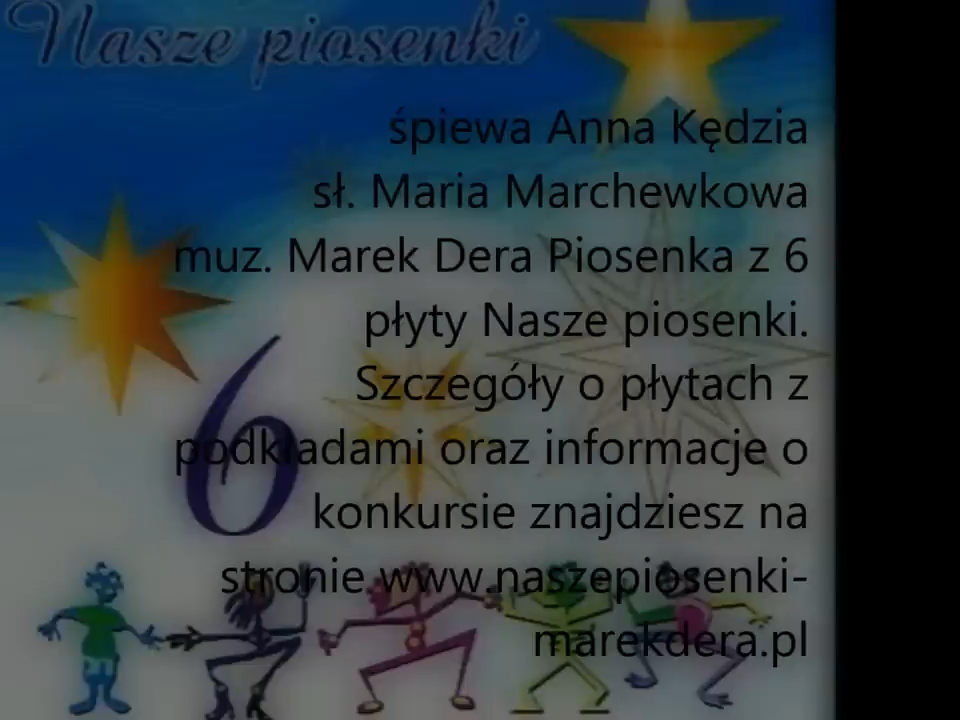 Nasze piosenki
śpiewa Anna Kędzia
sł. Maria Marchewkowa
muz. Marek Dera Piosenka z 6
płyty Nasze piosenki.
Szczegóły o płytach z
podkładami oraz informacje o
konkursie znajdziesz na
stronie www.naszepiosenki-
marekdera.pl
6